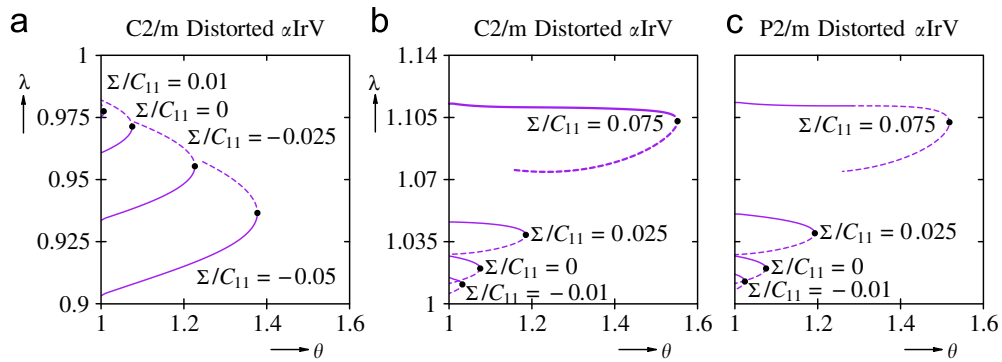 a
C2/m Distorted αIrV
1
λ
0.975
0.95
0.925
0.9
Σ/C₁₁ = 0.01
Σ/C₁₁ = 0
Σ/C₁₁ = −0.025
Σ/C₁₁ = −0.05
1 1.2 1.4 1.6
θ
b
C2/m Distorted αIrV
1.14
λ
1.105
1.07
1.035
1
Σ/C₁₁ = 0.075
Σ/C₁₁ = 0.025
Σ/C₁₁ = 0
Σ/C₁₁ = −0.01
1 1.2 1.4 1.6
θ
c
P2/m Distorted αIrV
Σ/C₁₁ = 0.075
Σ/C₁₁ = 0.025
Σ/C₁₁ = 0
Σ/C₁₁ = −0.01
1 1.2 1.4 1.6
θ